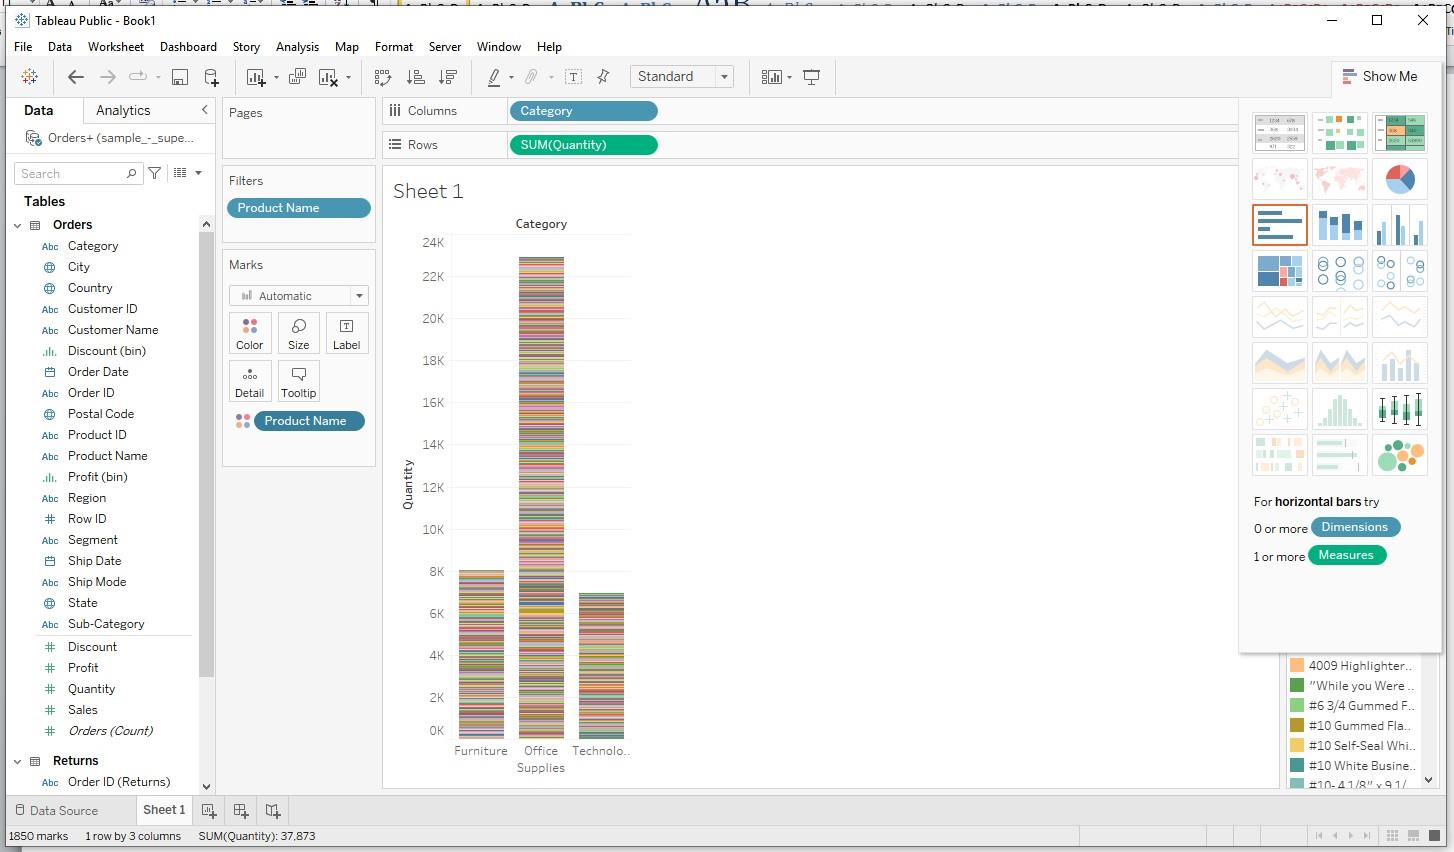 Tableau Public - Book1
File Data Worksheet Dashboard Story Analysis Map Format Server Window Help
Standard
Show Me
Data Analytics
Orders+ (sample_-_supe...
Search
Tables
Orders
Abc Category
City
Country
Abc Customer ID
Abc Customer Name
Discount (bin)
Order Date
Abc Order ID
Postal Code
Abc Product ID
Abc Product Name
Profit (bin)
Abc Region
# Row ID
Abc Segment
Ship Date
Abc Ship Mode
State
Abc Sub-Category
# Discount
# Profit
# Quantity
# Sales
# Orders (Count)
Returns
Abc Order ID (Returns)
Pages
Filters
Product Name
Marks
Automatic
Color Size Label
Detail Tooltip
Product Name
Columns Category
Rows SUM(Quantity)
Sheet 1
Category
24K
22K
20K
18K
16K
14K
12K
10K
8K
6K
4K
2K
0K
Quantity
Furniture Office Supplies Technolo..
For horizontal bars try
0 or more Dimensions
1 or more Measures
4009 Highlighter..
"While you Were ..
#6 3/4 Gummed F..
#10 Gummed Fla..
#10 Self-Seal Whi..
#10 White Busine..
#10- 4 1/8" x 9 1/
Data Source Sheet 1
1850 marks 1 row by 3 columns SUM(Quantity): 37,873